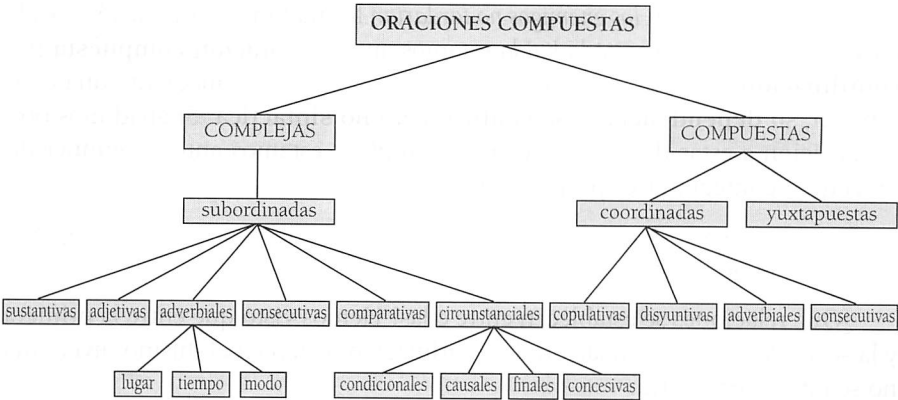 ORACIONES COMPUESTAS
COMPLEJAS
COMPUESTAS
subordinadas
coordinadas
yuxtapuestas
sustantivas
adjetivas
adverbiales
consecutivas
comparativas
circunstanciales
copulativas
disyuntivas
adverbiales
consecutivas
lugar
tiempo
modo
condicionales
causales
finales
concesivas